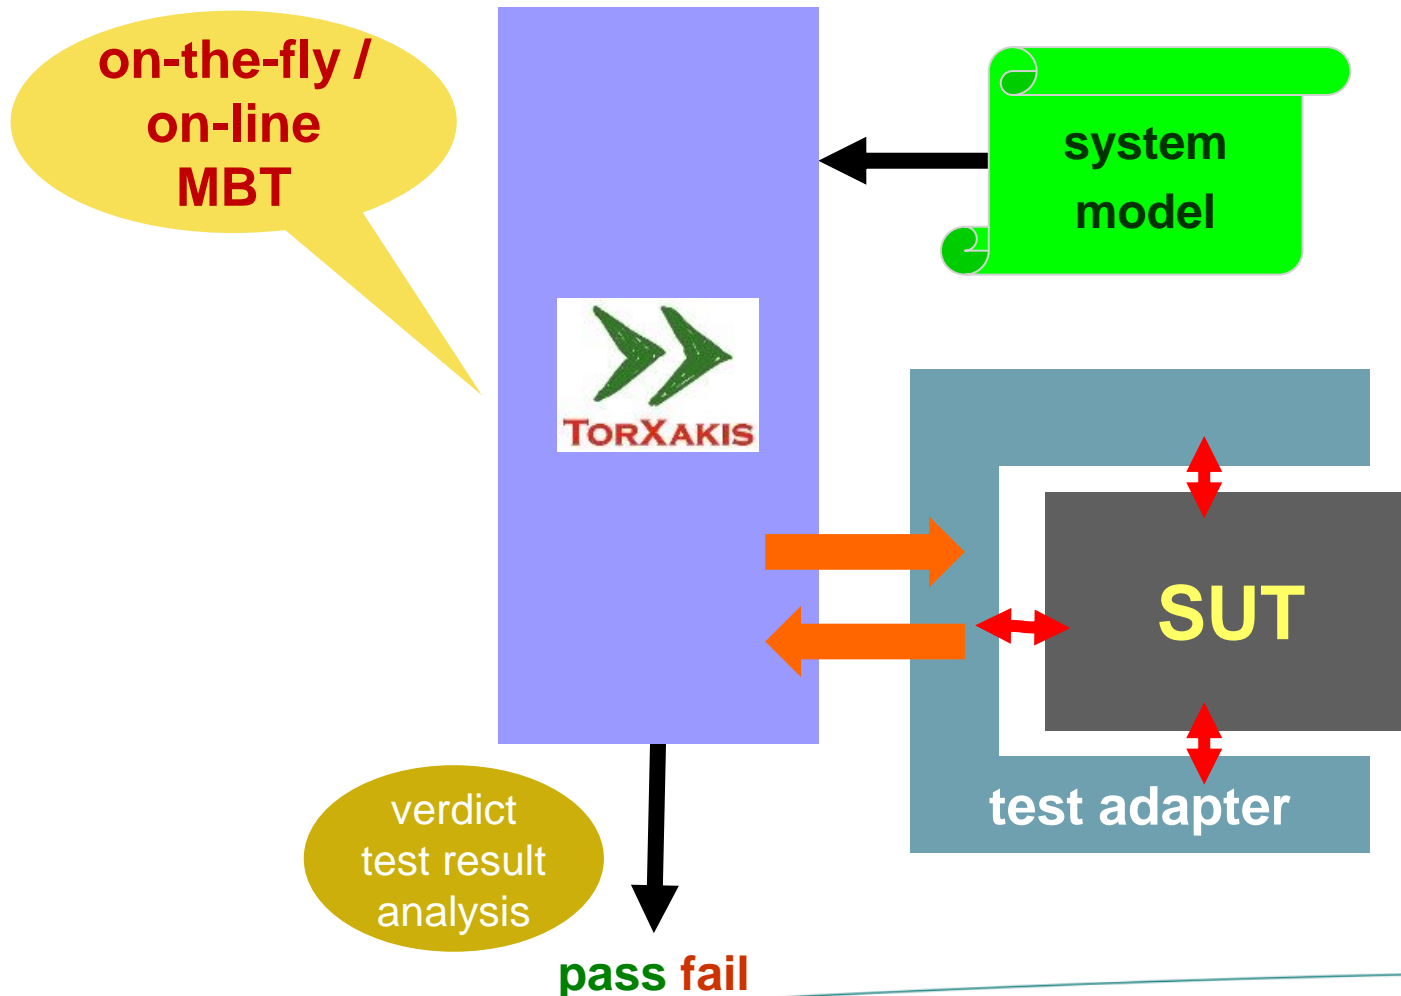 on-the-fly /
on-line
MBT
system
model
TORXAKIS
SUT
test adapter
verdict
test result
analysis
pass fail